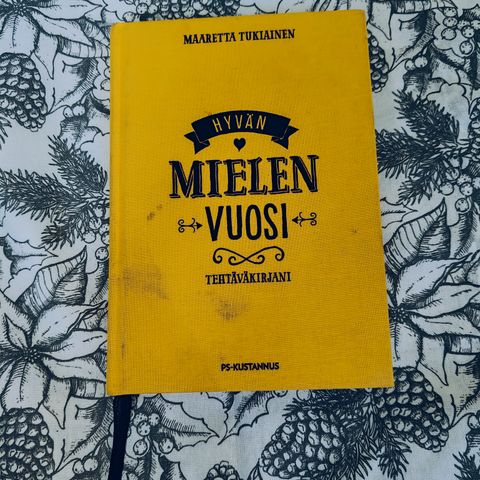 MAARETTA TUKIAINEN
HYVÄN
MIELEN
VUOSI
TEHTÄVÄKIRJANI
PS-KUSTANNUS